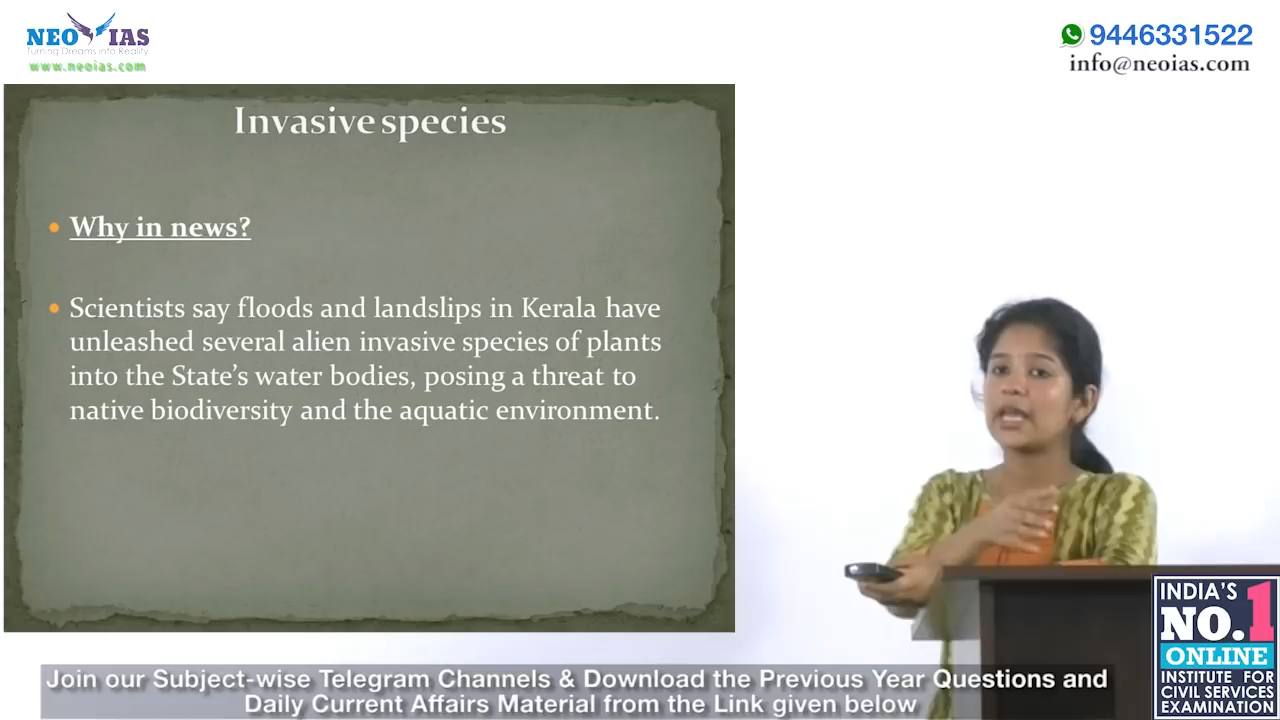 NEO IAS
Turning Dreams into Reality
www.neoias.com
9446331522
info@neoias.com
Invasive species
Why in news?
Scientists say floods and landslips in Kerala have
unleashed several alien invasive species of plants
into the State's water bodies, posing a threat to
native biodiversity and the aquatic environment.
INDIA'S
NO.1
ONLINE
INSTITUTE FOR
CIVIL SERVICES
EXAMINATION
Join our Subject-wise Telegram Channels & Download the Previous Year Questions and
Daily Current Affairs Material from the Link given below